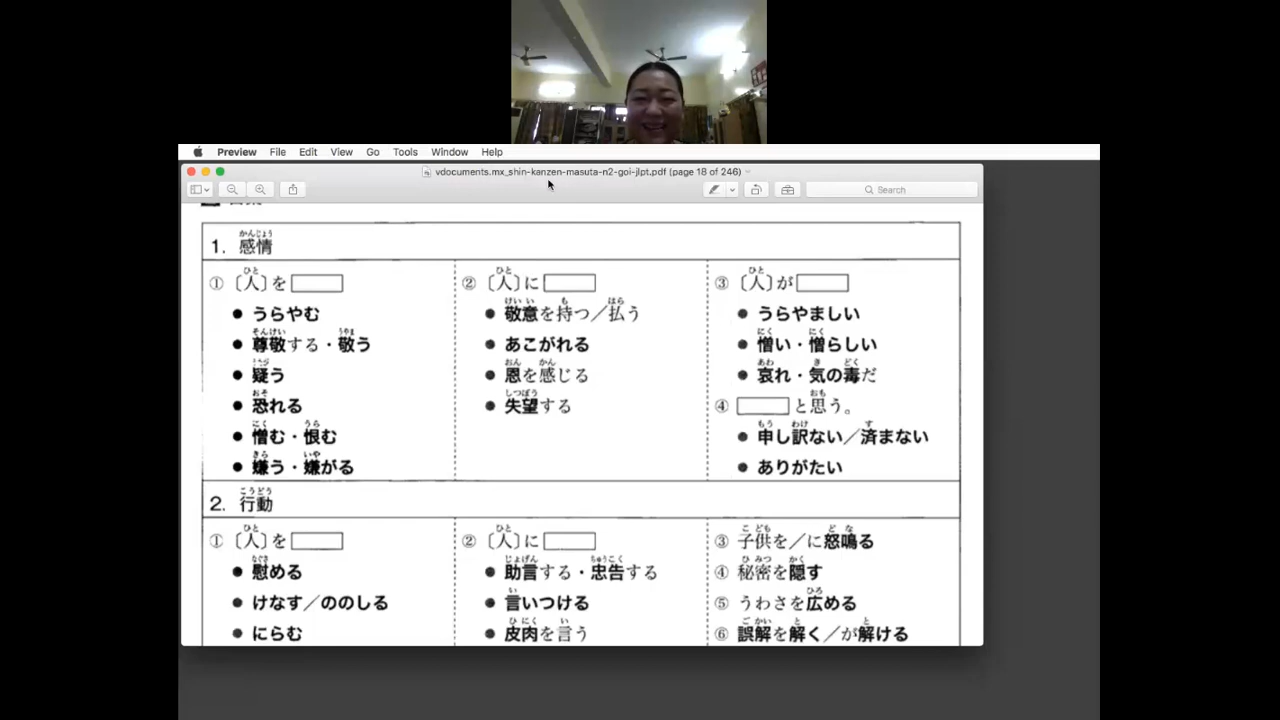 Preview File Edit View Go Tools Window Help
vdocuments.mx_shin-kanzen-masuta-n2-goi-jlpt.pdf (page 18 of 246)
Search
かんじょう
1. 感情
ひと
① 〔人〕を
● うらやむ
そんけい うやま
● 尊敬する・敬う
● 疑う
おそ
● 恐れる
にく うら
● 憎む・恨む
きら いや
● 嫌う・嫌がる
ひと
② 〔人〕に
けい い も はら
● 敬意を持つ／払う
● あこがれる
おん かん
● 恩を感じる
しつぼう
● 失望する
ひと
③ 〔人〕が
● うらやましい
にく にく
● 憎い・憎らしい
あわ き どく
● 哀れ・気の毒だ
おも
④ と思う。
もう わけ す
● 申し訳ない／済まない
● ありがたい
こうどう
2. 行動
ひと
① 〔人〕を
なぐさ
● 慰める
● けなす／ののしる
● にらむ
ひと
② 〔人〕に
じょげん ちゅうこく
● 助言する・忠告する
い
● 言いつける
ひ にく い
● 皮肉を言う
こ ども ど な
③ 子供を／に怒鳴る
ひ みつ かく
④ 秘密を隠す
ひろ
⑤ うわさを広める
ご かい と と
⑥ 誤解を解く／が解ける